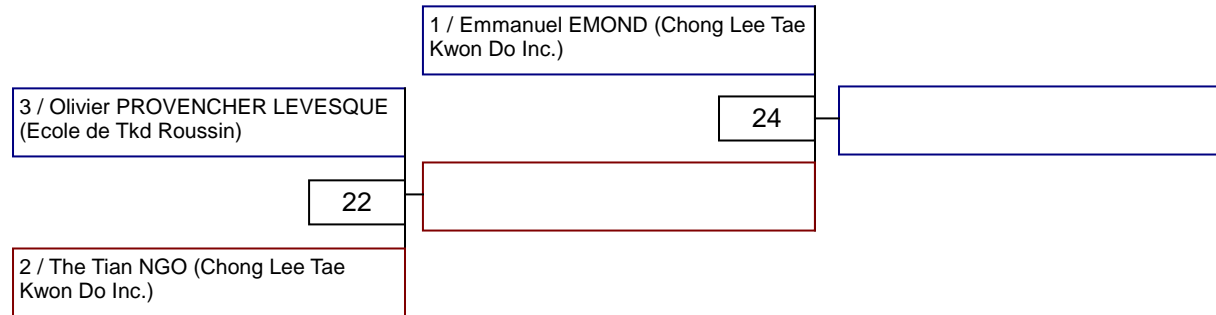 1 / Emmanuel EMOND (Chong Lee Tae
Kwon Do Inc.)
3 / Olivier PROVENCHER LEVESQUE
(Ecole de Tkd Roussin)
24
22
2 / The Tian NGO (Chong Lee Tae
Kwon Do Inc.)